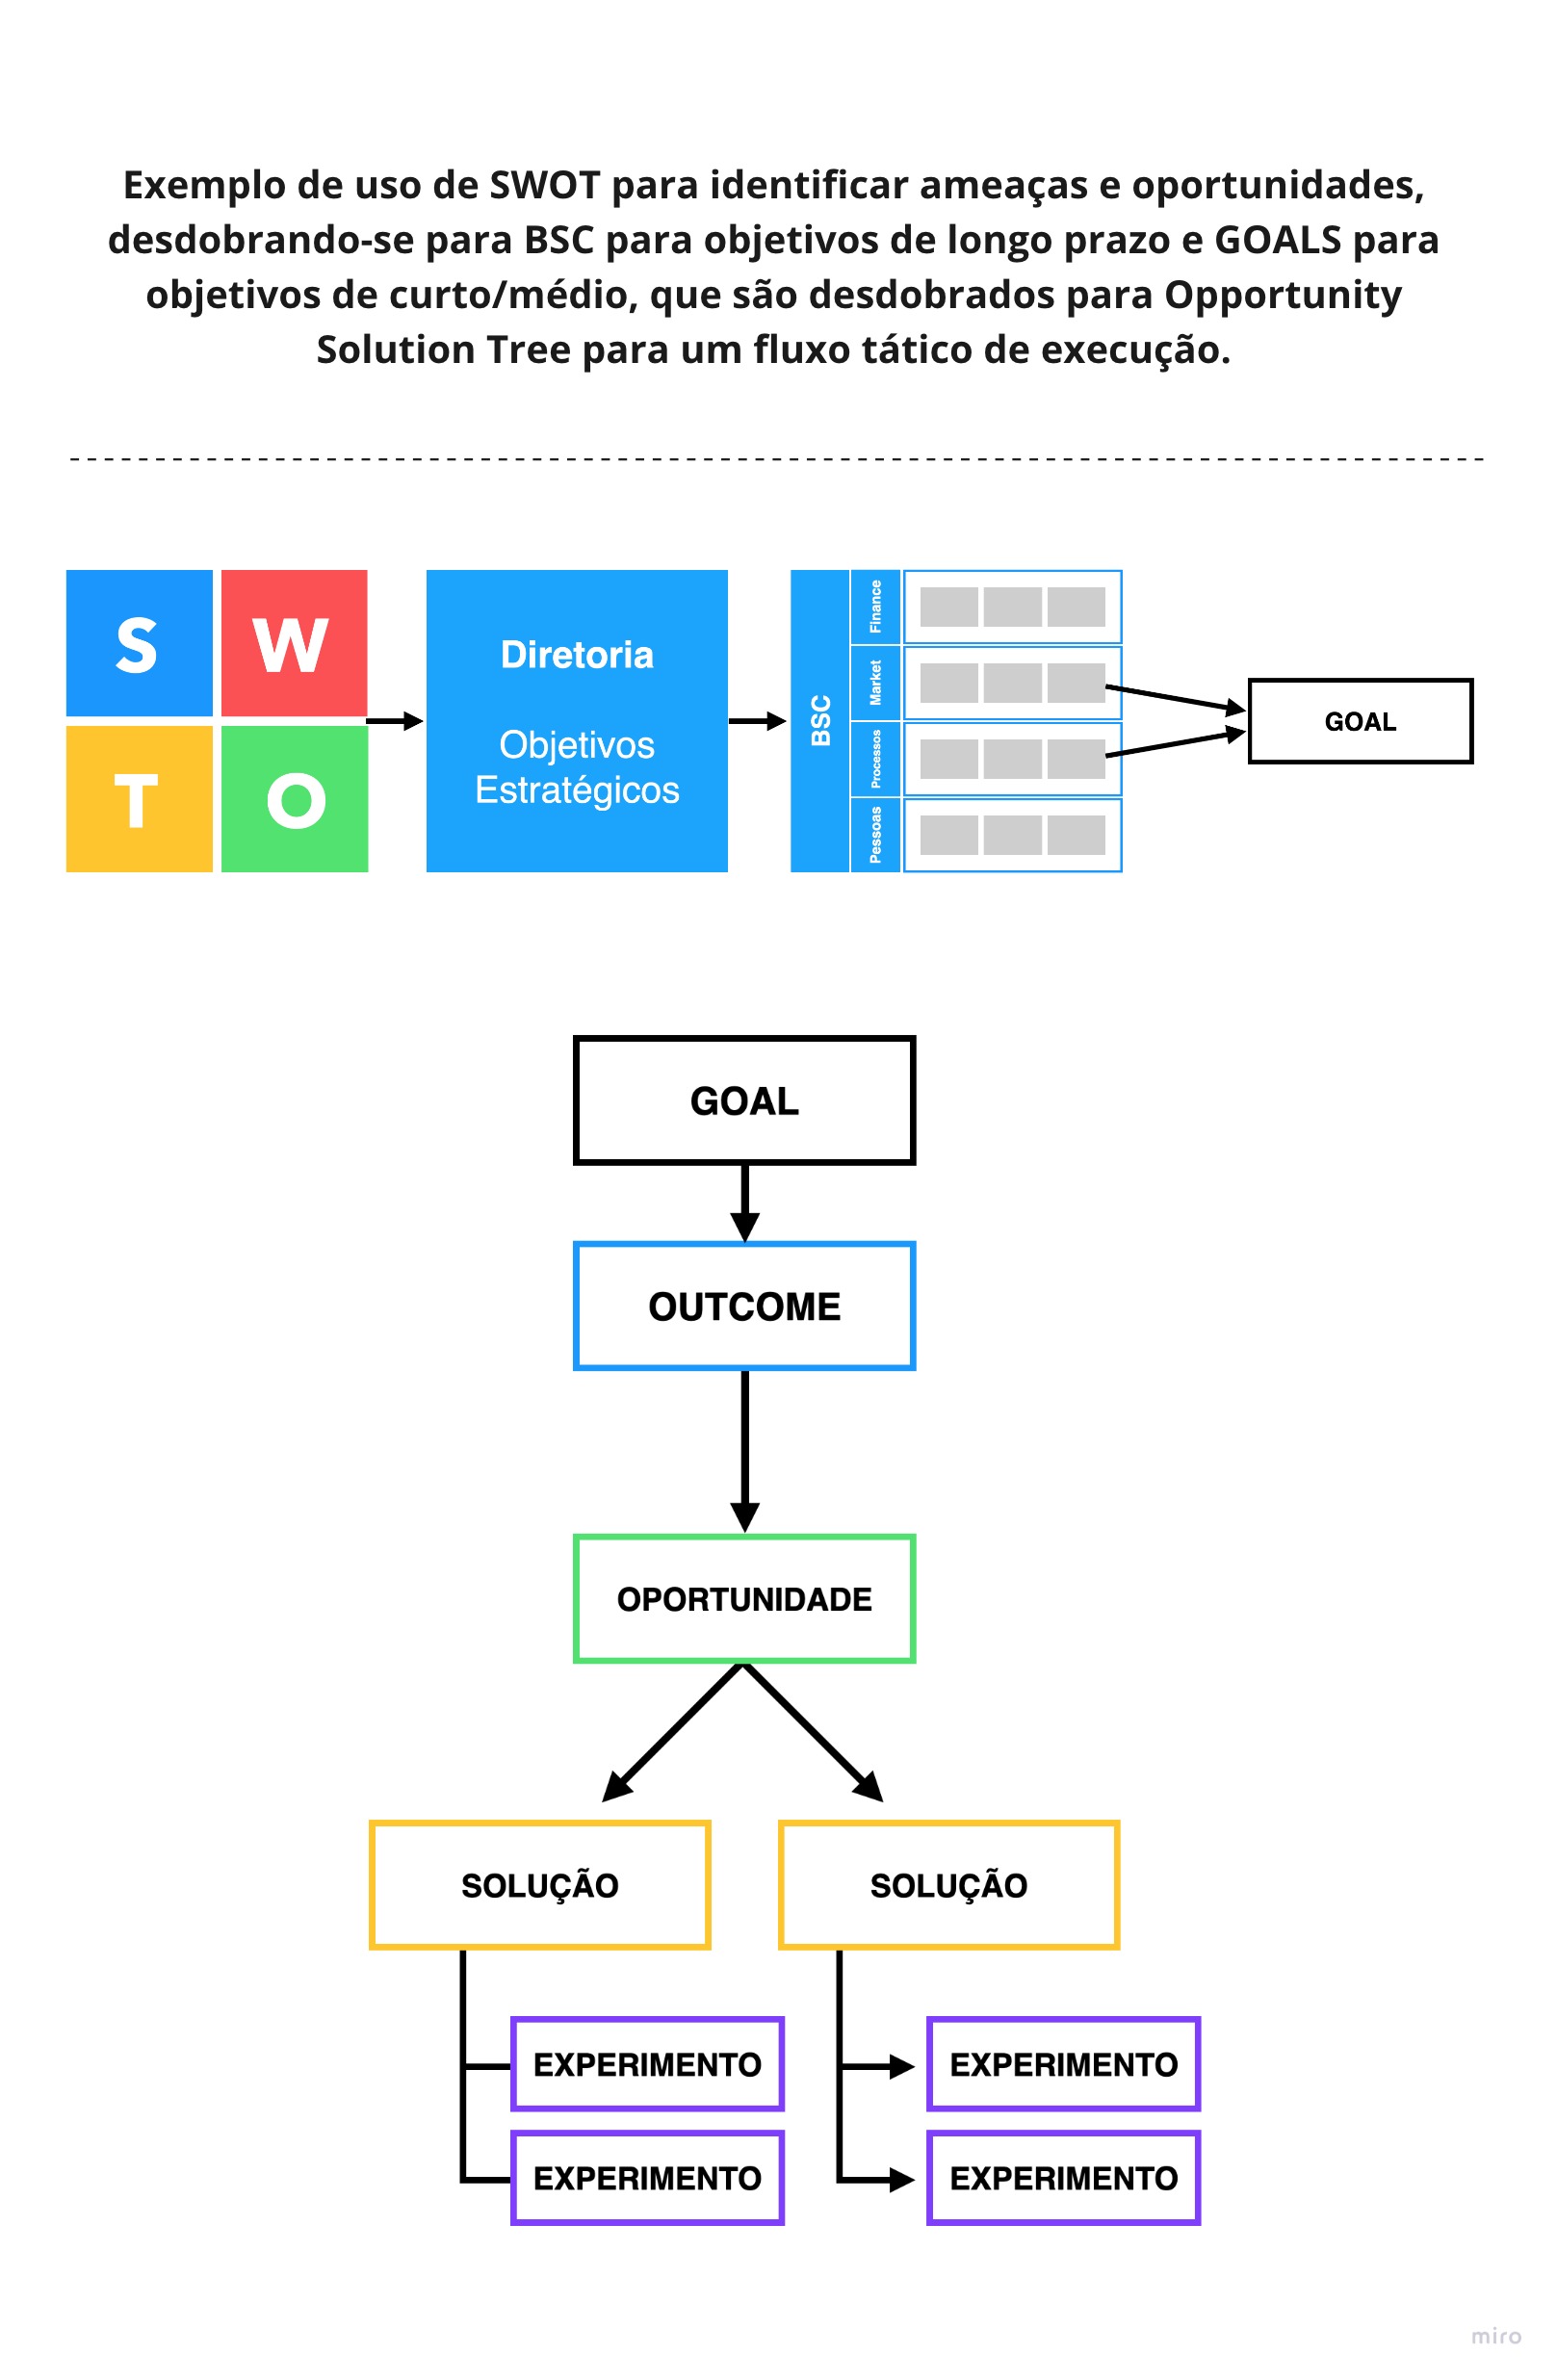 Exemplo de uso de SWOT para identificar ameaças e oportunidades,
desdobrando-se para BSC para objetivos de longo prazo e GOALS para
objetivos de curto/médio, que são desdobrados para Opportunity
Solution Tree para um fluxo tático de execução.
S
W
T
O
Diretoria
Objetivos
Estratégicos
BSC
Finance
Market
Processos
Pessoas
GOAL
GOAL
OUTCOME
OPORTUNIDADE
SOLUÇÃO
SOLUÇÃO
EXPERIMENTO
EXPERIMENTO
EXPERIMENTO
EXPERIMENTO
miro